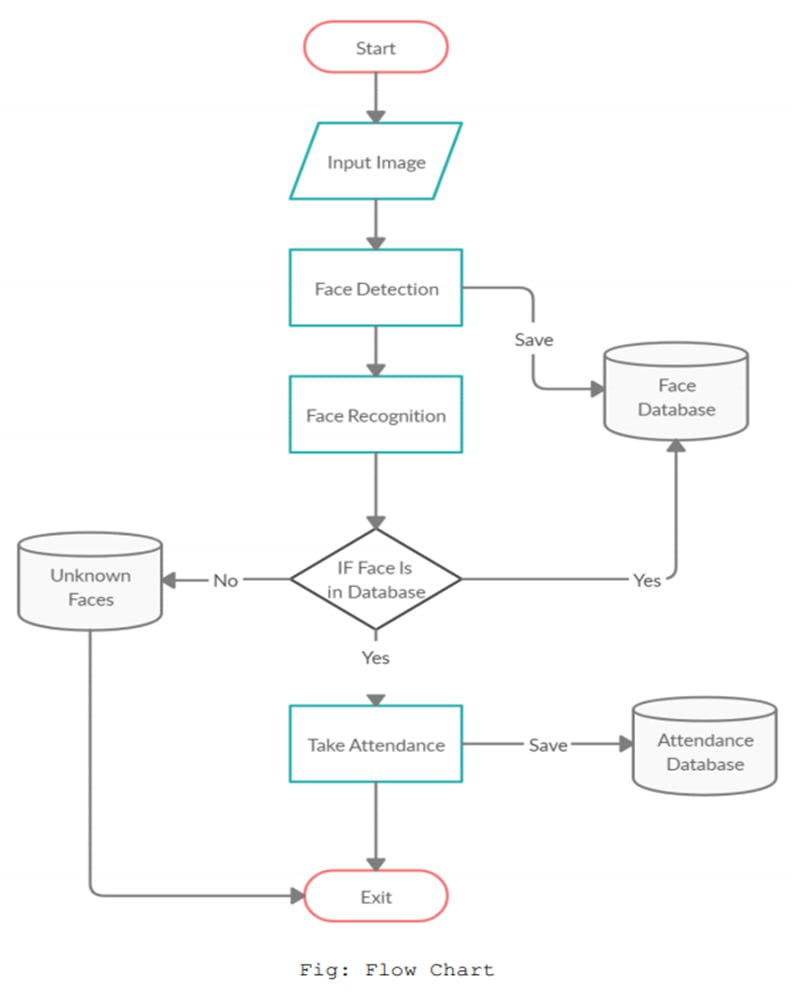 Start
Input Image
Face Detection
Save
Face
Database
Face Recognition
IF Face Is
in Database
No
Unknown
Faces
Yes
Yes
Take Attendance
Save
Attendance
Database
Exit
Fig: Flow Chart